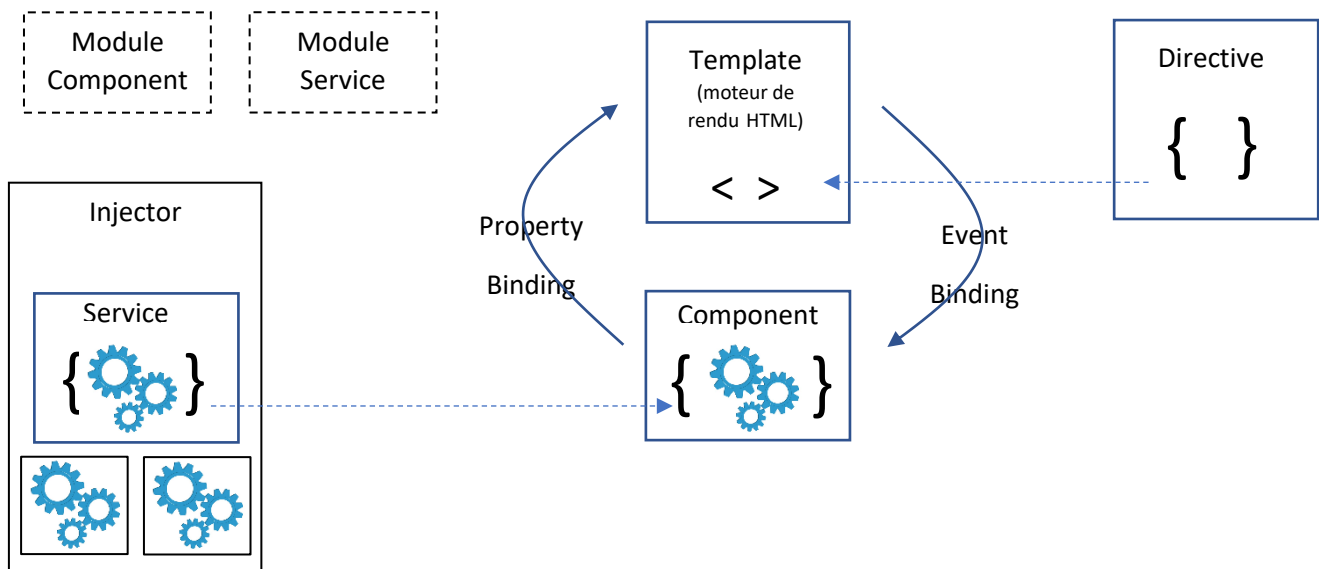 Module
Component
Module
Service
Template
(moteur de
rendu HTML)
< >
Directive
{ }
Injector
Service
{ }
Property
Binding
Event
Binding
Component
{ }